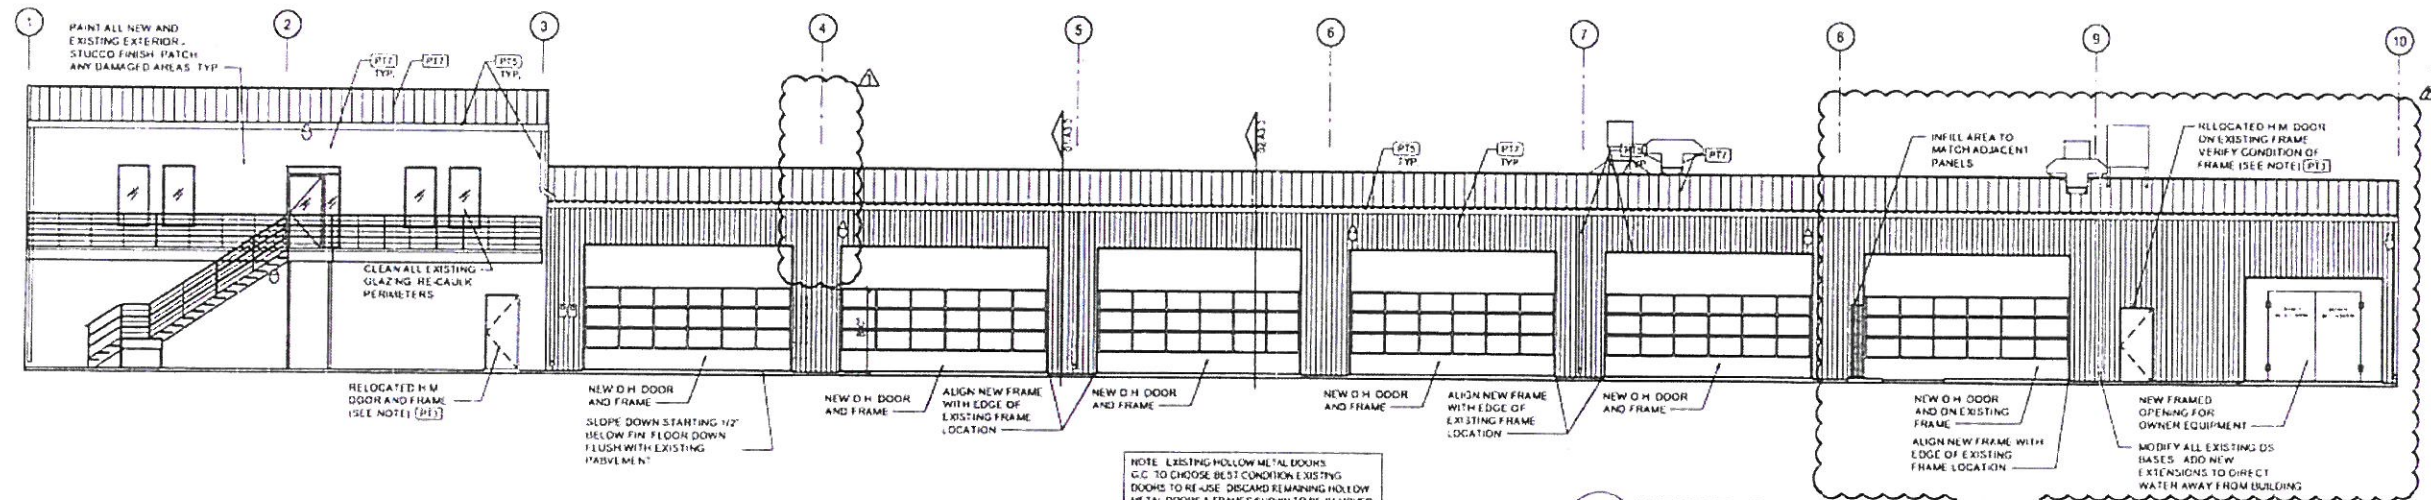 1
2
3
4
5
6
7
8
9
10
PAINT ALL NEW AND
EXISTING EXTERIOR
STUCCO FINISH PATCH
ANY DAMAGED AREAS TYP
PT2
TYP.
PT2
PT5
TYP.
1
PT5
TYP
PT2
TYP
PT2
INFILL AREA TO
MATCH ADJACENT
PANELS
RELOCATED H.M. DOOR
ON EXISTING FRAME
VERIFY CONDITION OF
FRAME (SEE NOTE) PT3
CLEAN ALL EXISTING
GLAZING RE-CAULK
PERIMETERS
RELOCATED H M
DOOR AND FRAME
(SEE NOTE) PT3
NEW O H DOOR
AND FRAME
SLOPE DOWN STARTING 1/2"
BELOW FIN FLOOR DOWN
FLUSH WITH EXISTING
PABVEMENT
NEW O H DOOR
AND FRAME
ALIGN NEW FRAME
WITH EDGE OF
EXISTING FRAME
LOCATION
NEW O H DOOR
AND FRAME
NEW O H DOOR
AND FRAME
ALIGN NEW FRAME
WITH EDGE OF
EXISTING FRAME
LOCATION
NEW O H DOOR
AND FRAME
NEW O H DOOR
AND ON EXISTING
FRAME
ALIGN NEW FRAME WITH
EDGE OF EXISTING
FRAME LOCATION
NEW FRAMED
OPENING FOR
OWNER EQUIPMENT
MODIFY ALL EXISTING DS
BASES ADD NEW
EXTENSIONS TO DIRECT
WATER AWAY FROM BUILDING
NOTE EXISTING HOLLOW METAL DOORS
G.C. TO CHOOSE BEST CONDITION EXISTING
DOORS TO RE-USE DISCARD REMAINING HOLLOW